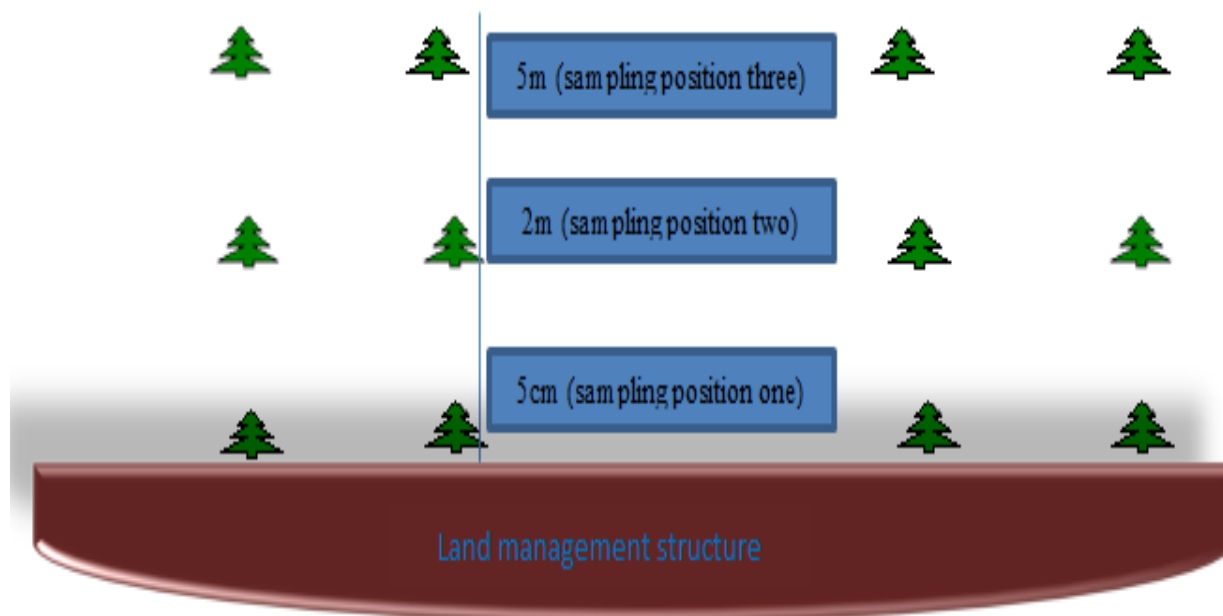 5m (sampling position three)
2m (sampling position two)
5cm (sampling position one)
Land management structure